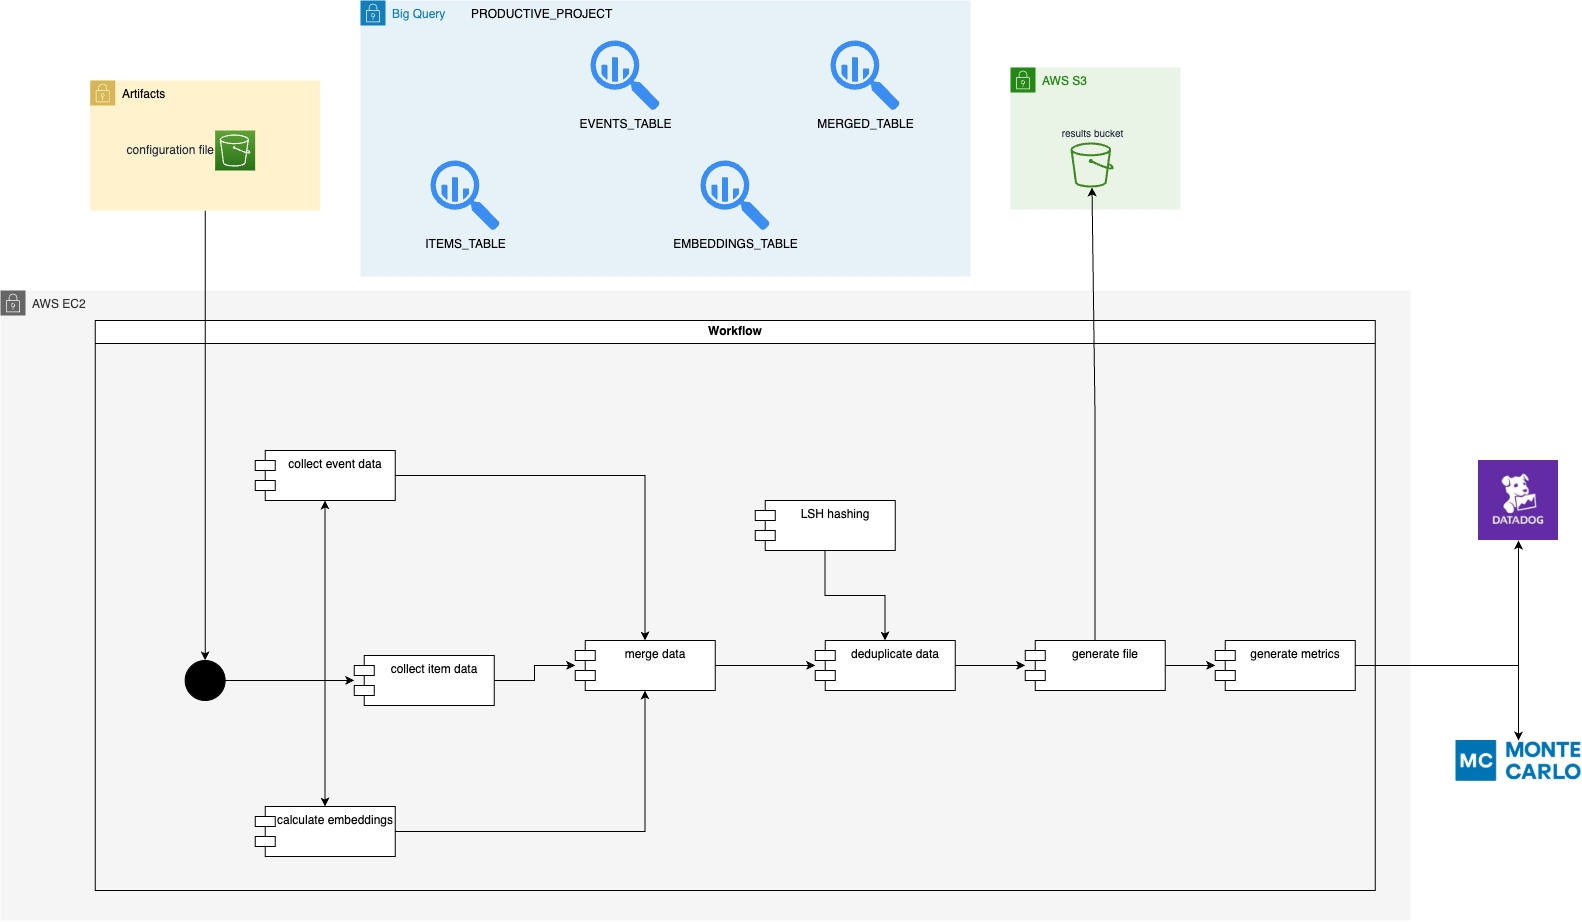 Big Query
PRODUCTIVE_PROJECT
EVENTS_TABLE
MERGED_TABLE
ITEMS_TABLE
EMBEDDINGS_TABLE
Artifacts
configuration file
AWS S3
results bucket
AWS EC2
Workflow
collect event data
LSH hashing
collect item data
merge data
deduplicate data
generate file
generate metrics
calculate embeddings
DATADOG
MC
MONTE
CARLO